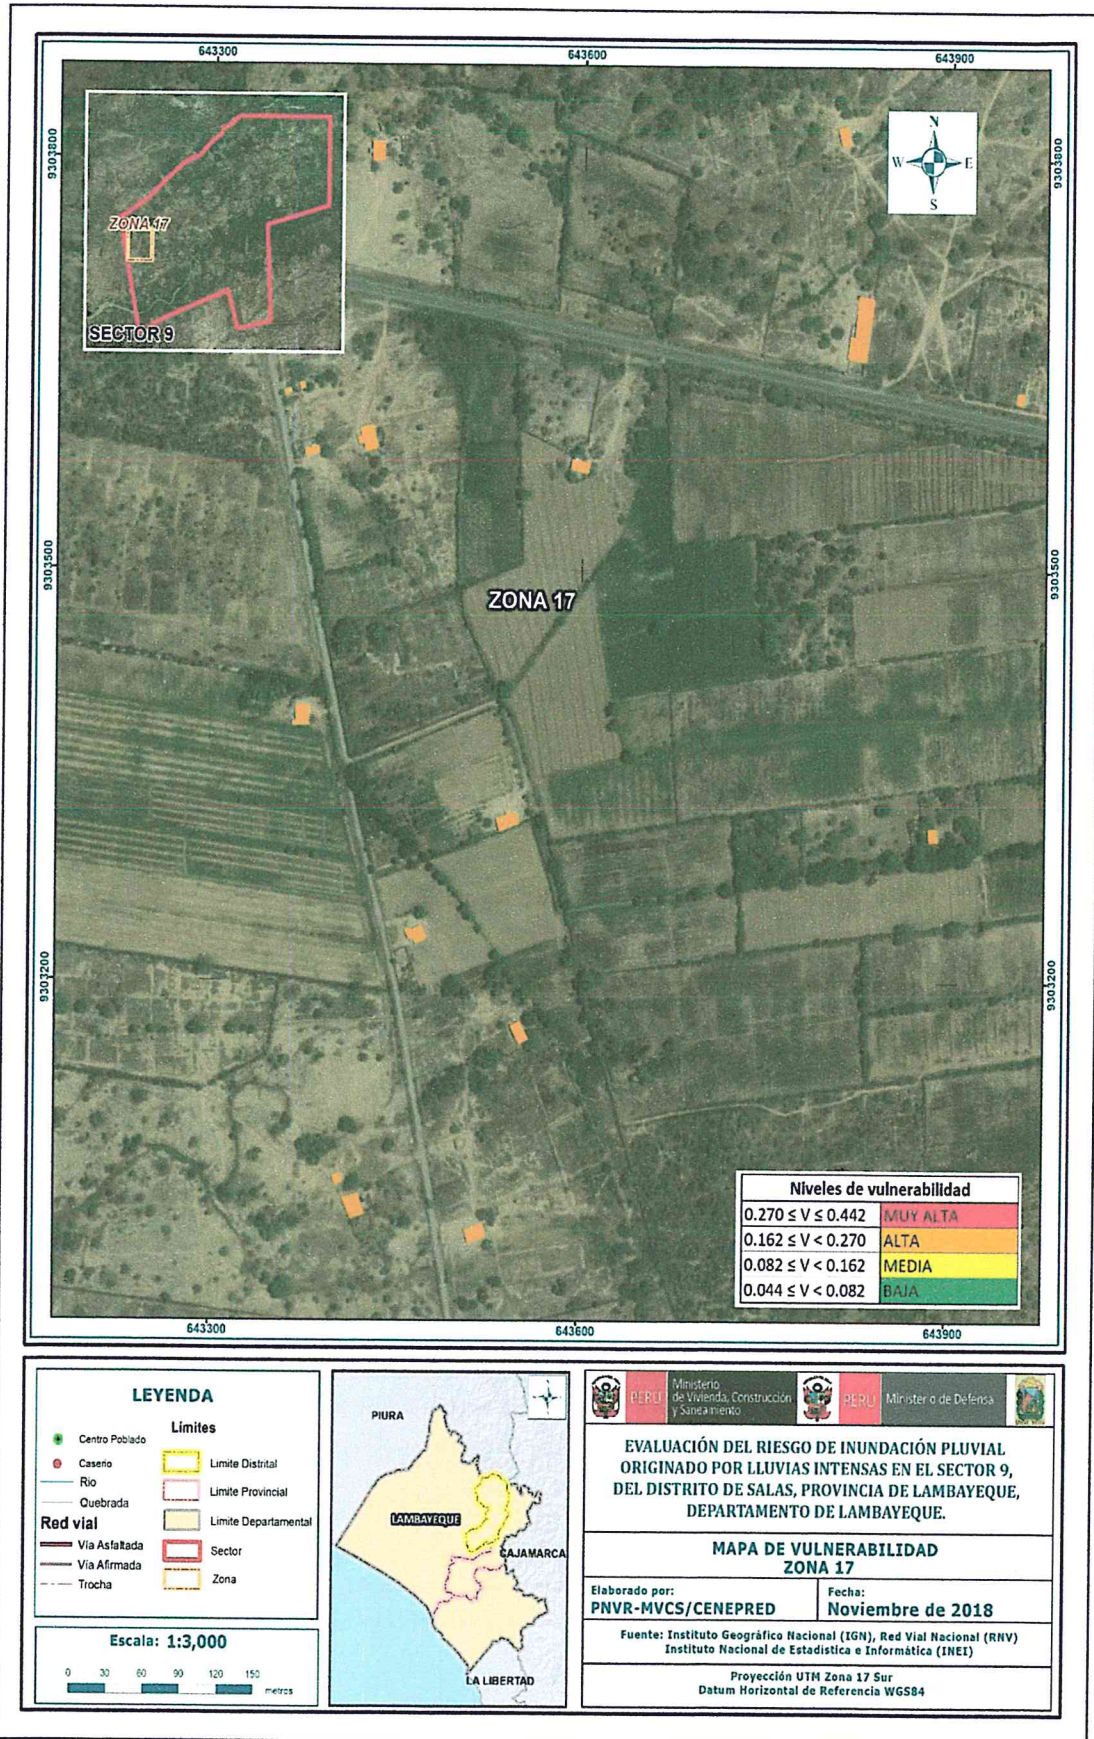 643300
643600
643900
9303800
9303800
N
W E
S
ZONA 17
SECTOR 9
9303500
9303500
ZONA 17
9303200
9303200
Niveles de vulnerabilidad
0.270 ≤ V ≤ 0.442 MUY ALTA
0.162 ≤ V < 0.270 ALTA
0.082 ≤ V < 0.162 MEDIA
0.044 ≤ V < 0.082 BAJA
643300
643600
643900
LEYENDA
Centro Poblado
Caserio
Rio
Quebrada
Red vial
Via Asfaltada
Via Afirmada
Trocha
Límites
Limite Distrital
Limite Provincial
Limite Departamental
Sector
Zona
Escala: 1:3,000
0 30 60 90 120 150
metros
PIURA
LAMBAYEQUE
CAJAMARCA
LA LIBERTAD
PERU
Ministerio
de Vivienda, Construcción
y Saneamiento
PERU
Ministerio de Defensa
EVALUACIÓN DEL RIESGO DE INUNDACIÓN PLUVIAL
ORIGINADO POR LLUVIAS INTENSAS EN EL SECTOR 9,
DEL DISTRITO DE SALAS, PROVINCIA DE LAMBAYEQUE,
DEPARTAMENTO DE LAMBAYEQUE.
MAPA DE VULNERABILIDAD
ZONA 17
Elaborado por:
PNVR-MVCS/CENEPRED
Fecha:
Noviembre de 2018
Fuente: Instituto Geográfico Nacional (IGN), Red Vial Nacional (RNV)
Instituto Nacional de Estadística e Informática (INEI)
Proyección UTM Zona 17 Sur
Datum Horizontal de Referencia WGS84